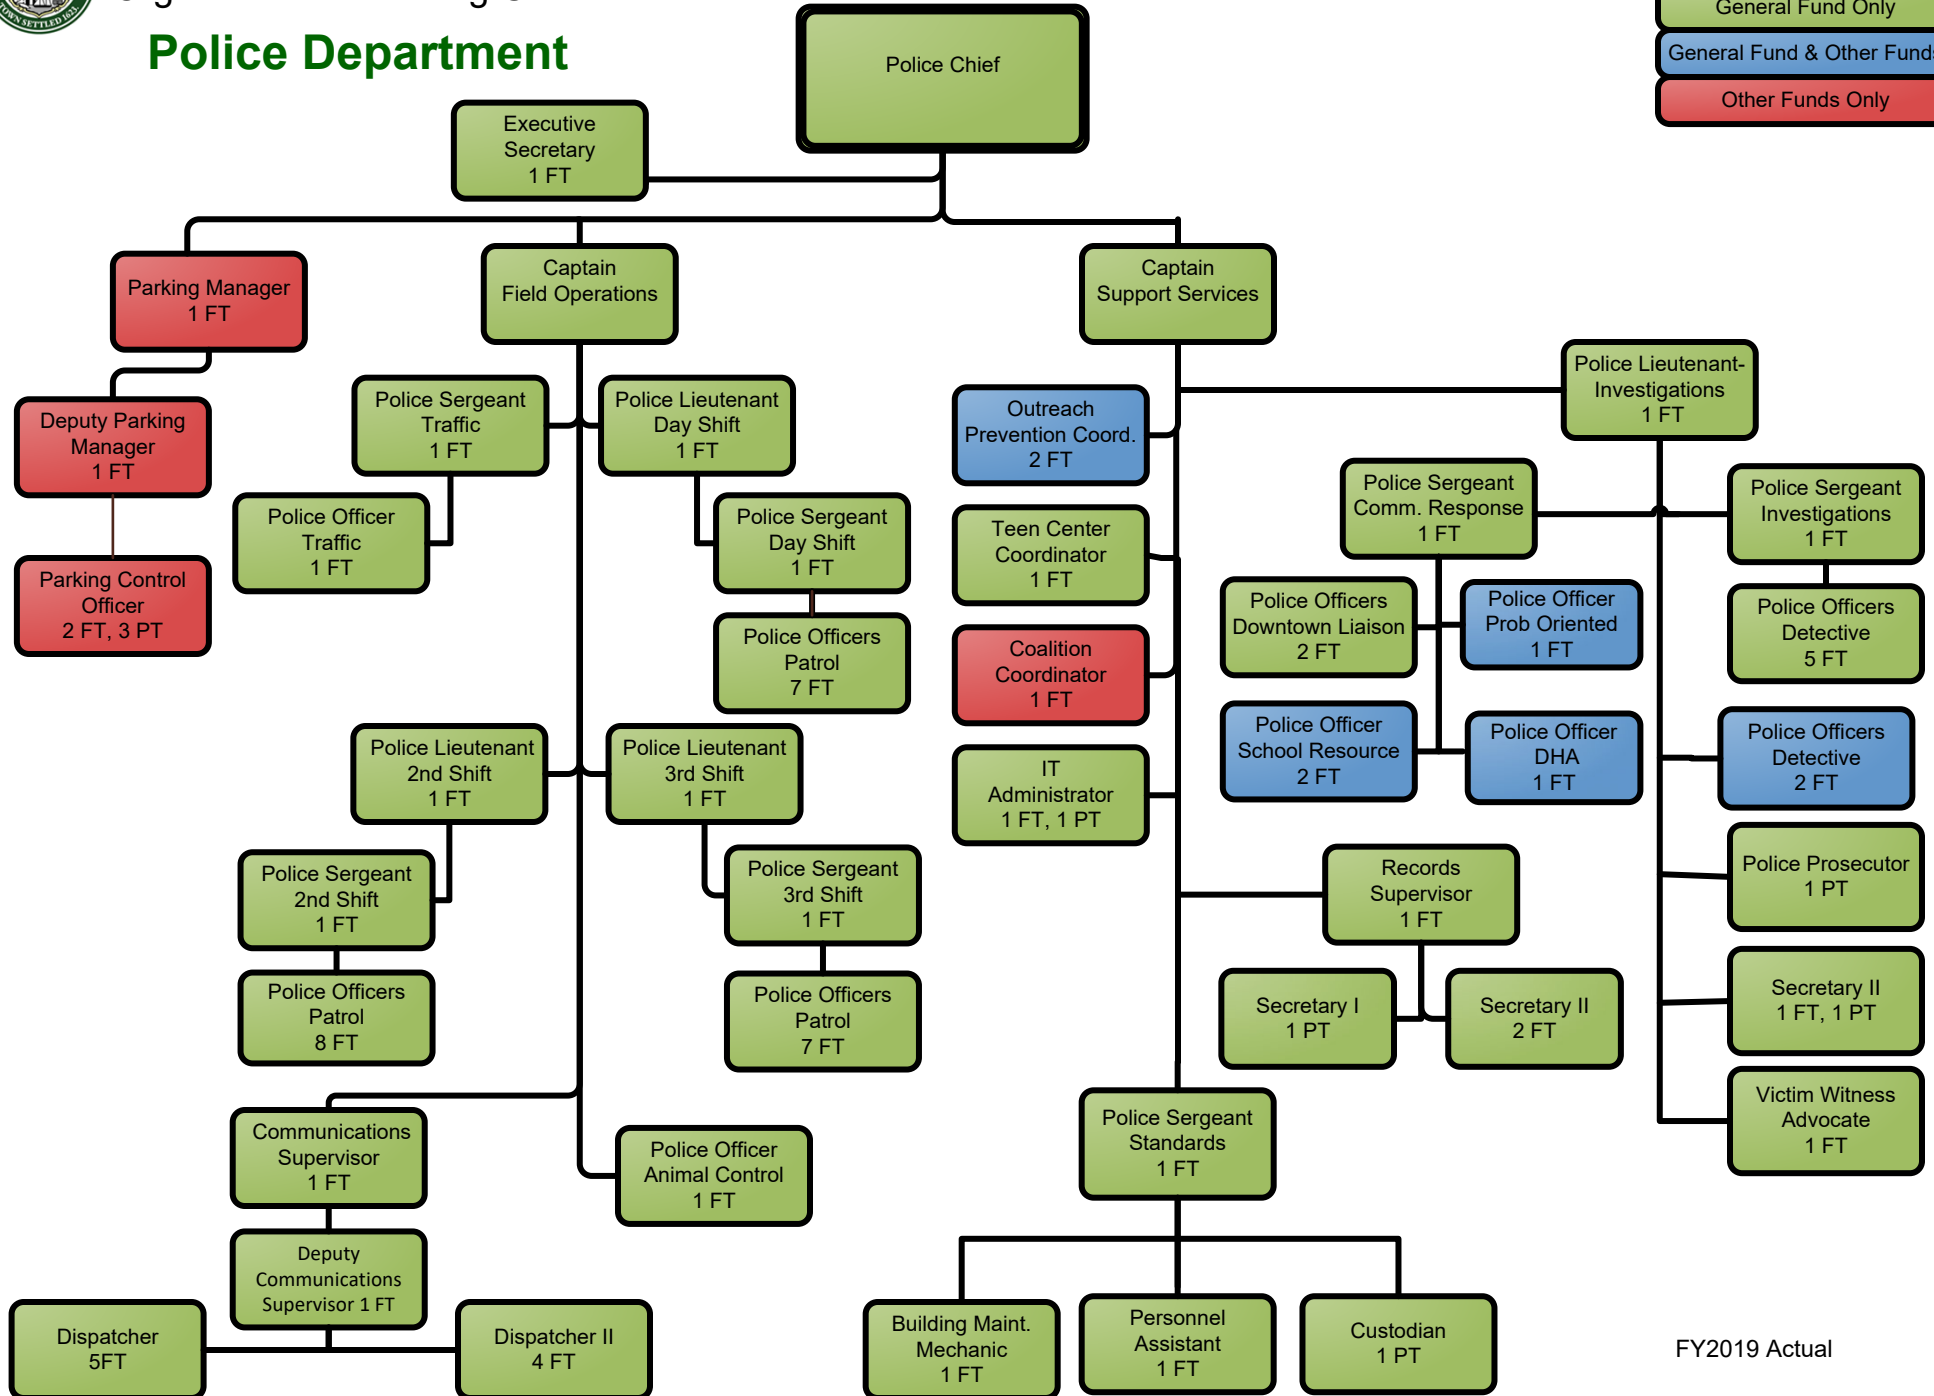 TOWN SETTLED 1623
Police Department
General Fund Only
General Fund & Other Funds
Other Funds Only
Police Chief
Executive
Secretary
1 FT
Parking Manager
1 FT
Captain
Field Operations
Captain
Support Services
Deputy Parking
Manager
1 FT
Parking Control
Officer
2 FT, 3 PT
Police Sergeant
Traffic
1 FT
Police Lieutenant
Day Shift
1 FT
Police Officer
Traffic
1 FT
Police Sergeant
Day Shift
1 FT
Police Officers
Patrol
7 FT
Police Lieutenant
2nd Shift
1 FT
Police Lieutenant
3rd Shift
1 FT
Police Sergeant
2nd Shift
1 FT
Police Sergeant
3rd Shift
1 FT
Police Officers
Patrol
8 FT
Police Officers
Patrol
7 FT
Communications
Supervisor
1 FT
Police Officer
Animal Control
1 FT
Deputy
Communications
Supervisor 1 FT
Dispatcher
5FT
Dispatcher II
4 FT
Outreach
Prevention Coord.
2 FT
Teen Center
Coordinator
1 FT
Coalition
Coordinator
1 FT
IT
Administrator
1 FT, 1 PT
Police Lieutenant-
Investigations
1 FT
Police Sergeant
Comm. Response
1 FT
Police Sergeant
Investigations
1 FT
Police Officers
Downtown Liaison
2 FT
Police Officer
Prob Oriented
1 FT
Police Officers
Detective
5 FT
Police Officer
School Resource
2 FT
Police Officer
DHA
1 FT
Police Officers
Detective
2 FT
Police Prosecutor
1 PT
Secretary II
1 FT, 1 PT
Victim Witness
Advocate
1 FT
Records
Supervisor
1 FT
Secretary I
1 PT
Secretary II
2 FT
Police Sergeant
Standards
1 FT
Building Maint.
Mechanic
1 FT
Personnel
Assistant
1 FT
Custodian
1 PT
FY2019 Actual